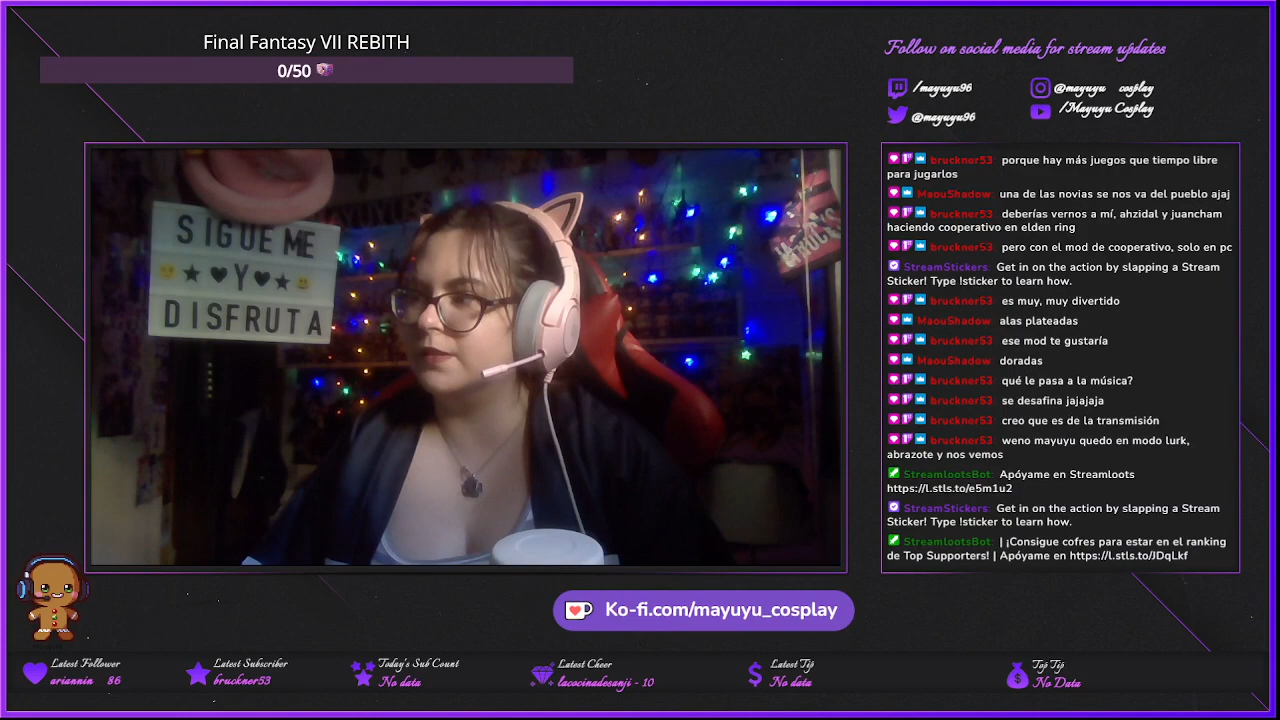 Final Fantasy VII REBITH
0/50
Follow on social media for stream updates
/mayuyu96
@mayuyu cosplay
@mayuyu96
/Mayuyu Cosplay
SIGUEME
Y
DISFRUTA
bruckner53: porque hay más juegos que tiempo libre
para jugarlos
MaouShadow: una de las novias se nos va del pueblo ajaj
bruckner53: deberías vernos a mí, ahzidal y juancham
haciendo cooperativo en elden ring
bruckner53: pero con el mod de cooperativo, solo en pc
StreamStickers: Get in on the action by slapping a Stream
Sticker! Type !sticker to learn how.
bruckner53: es muy, muy divertido
MaouShadow: alas plateadas
bruckner53: ese mod te gustaría
MaouShadow: doradas
bruckner53: qué le pasa a la música?
bruckner53: se desafina jajajaja
bruckner53: creo que es de la transmisión
bruckner53: weno mayuyu quedo en modo lurk,
abrazote y nos vemos
StreamlootsBot: Apóyame en Streamloots
https://l.stls.to/e5m1u2
StreamStickers: Get in on the action by slapping a Stream
Sticker! Type !sticker to learn how.
StreamlootsBot: | ¡Consigue cofres para estar en el ranking
de Top Supporters! | Apóyame en https://l.stls.to/JDqLkf
Ko-fi.com/mayuyu_cosplay
Latest Follower
ariannin 86
Latest Subscriber
bruckner53
Today's Sub Count
No data
Latest Cheer
lacocinadesanji - 10
Latest Tip
No data
Top Tip
No Data